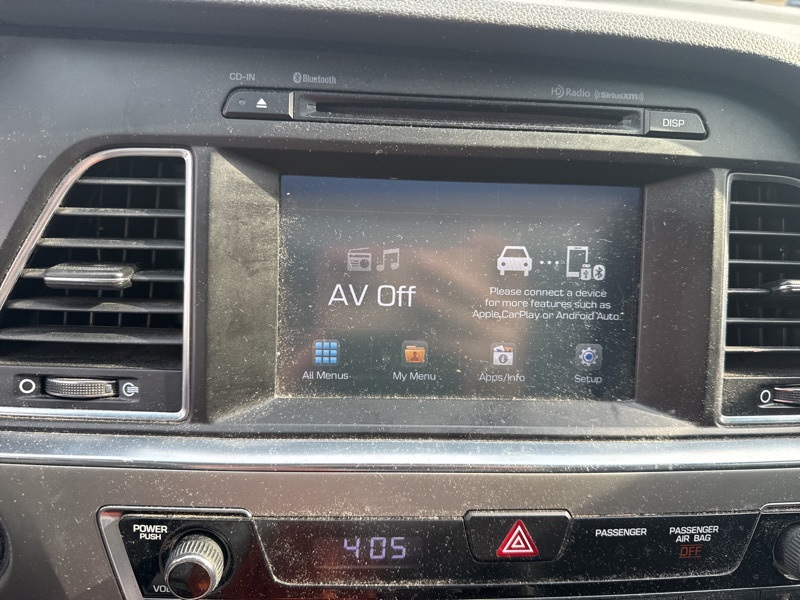 CD-IN
Bluetooth
HD Radio
((SiriusXM))
DISP
AV Off
Please connect a device
for more features such as
Apple CarPlay or Android Auto.
All Menus
My Menu
Apps/Info
Setup
POWER
PUSH
VOL
4:05
PASSENGER
PASSENGER
AIR BAG
OFF